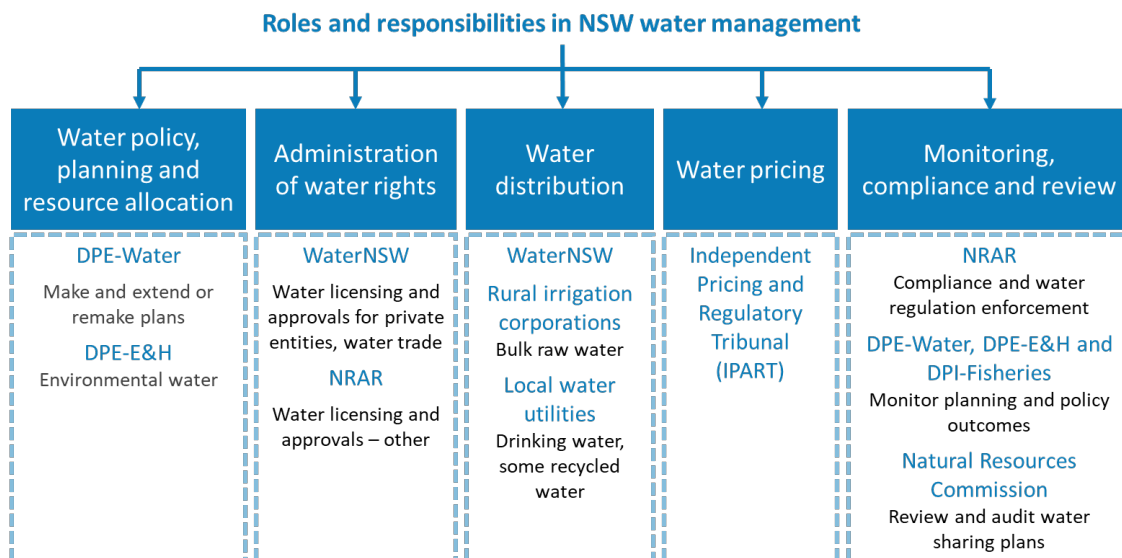 Roles and responsibilities in NSW water management
Water policy,
planning and
resource allocation
DPE-Water
Make and extend or
remake plans
DPE-E&H
Environmental water
Administration
of water rights
WaterNSW
Water licensing and
approvals for private
entities, water trade
NRAR
Water licensing and
approvals – other
Water
distribution
WaterNSW
Rural irrigation
corporations
Bulk raw water
Local water
utilities
Drinking water,
some recycled
water
Water pricing
Independent
Pricing and
Regulatory
Tribunal
(IPART)
Monitoring,
compliance and review
NRAR
Compliance and water
regulation enforcement
DPE-Water, DPE-E&H and
DPI-Fisheries
Monitor planning and policy
outcomes
Natural Resources
Commission
Review and audit water
sharing plans